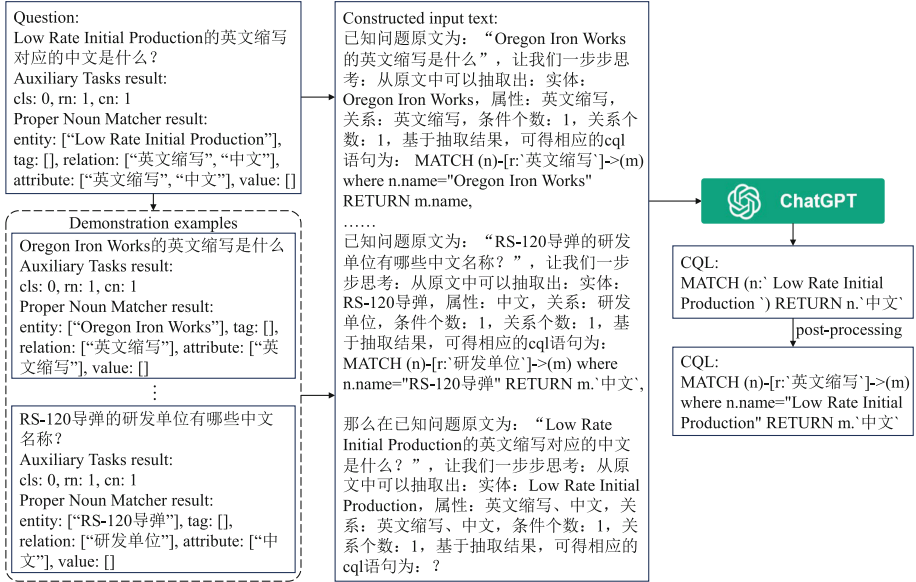 Question:
Low Rate Initial Production的英文缩写
对应的中文是什么?
Auxiliary Tasks result:
cls: 0, rn: 1, cn: 1
Proper Noun Matcher result:
entity: [“Low Rate Initial Production”],
tag: [], relation: [“英文缩写”, “中文”],
attribute: [“英文缩写”, “中文”], value: []
Demonstration examples
Oregon Iron Works的英文缩写是什么
Auxiliary Tasks result:
cls: 0, rn: 1, cn: 1
Proper Noun Matcher result:
entity: [“Oregon Iron Works”], tag: [],
relation: [“英文缩写”], attribute: [“英
文缩写”], value: []
⋮
RS-120导弹的研发单位有哪些中文
名称?
Auxiliary Tasks result:
cls: 0, rn: 1, cn: 1
Proper Noun Matcher result:
entity: [“RS-120导弹”], tag: [],
relation: [“研发单位”], attribute: [“中
文”], value: []
Constructed input text:
已知问题原文为:“Oregon Iron Works
的英文缩写是什么”,让我们一步步思
考:从原文中可以抽取出:实体:
Oregon Iron Works,属性:英文缩写,
关系:英文缩写,条件个数:1,关系个
数:1,基于抽取结果,可得相应的cql
语句为: MATCH (n)-[r:`英文缩写`]->(m)
where n.name="Oregon Iron Works"
RETURN m.name,
……
已知问题原文为:“RS-120导弹的研发
单位有哪些中文名称?”,让我们一步
步思考:从原文中可以抽取出:实体:
RS-120导弹,属性:中文,关系:研发
单位,条件个数:1,关系个数:1,基
于抽取结果,可得相应的cql语句为:
MATCH (n)-[r:`研发单位`]->(m) where
n.name="RS-120导弹" RETURN m.`中文`,
那么在已知问题原文为:“Low Rate
Initial Production的英文缩写对应的中文
是什么?”,让我们一步步思考:从原
文中可以抽取出:实体:Low Rate Initial
Production,属性:英文缩写、中文,关
系:英文缩写、中文,条件个数:1,关
系个数:1,基于抽取结果,可得相应的
cql语句为:?
ChatGPT
CQL:
MATCH (n:` Low Rate Initial
Production `) RETURN n.`中文`
post-processing
CQL:
MATCH (n)-[r:`英文缩写`]->(m)
where n.name="Low Rate Initial
Production" RETURN m.`中文`